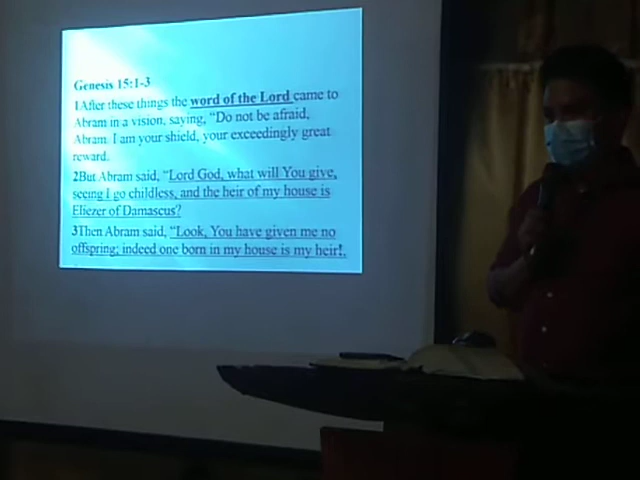 Genesis 15:1-3
1After these things the word of the Lord came to
Abram in a vision, saying, “Do not be afraid,
Abram. I am your shield, your exceedingly great
reward.
2But Abram said, “Lord God, what will You give,
seeing I go childless, and the heir of my house is
Eliezer of Damascus?
3Then Abram said, “Look, You have given me no
offspring; indeed one born in my house is my heir!.